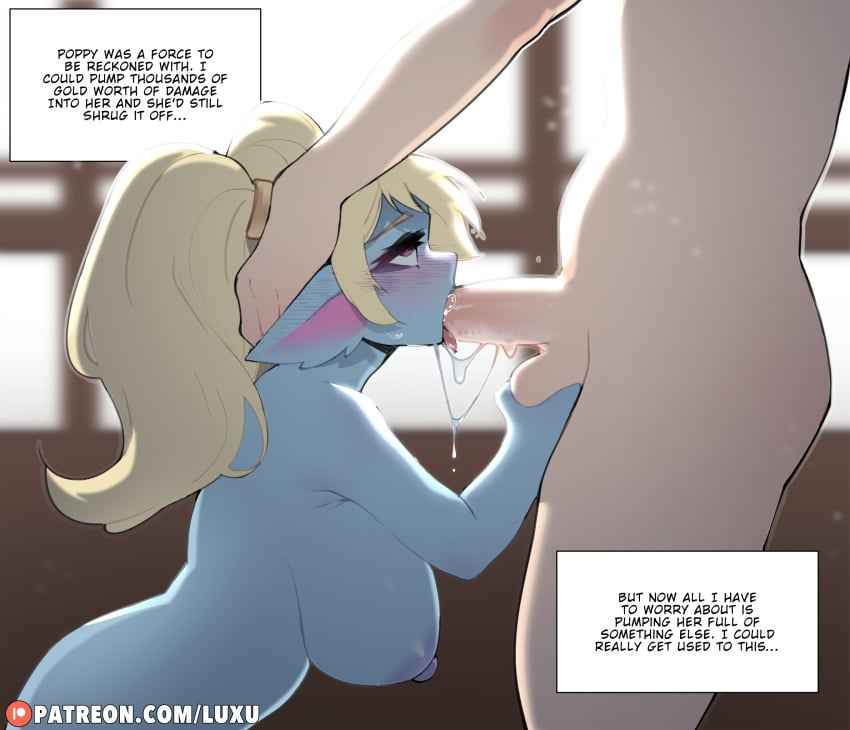 POPPY WAS A FORCE TO
BE RECKONED WITH. I
COULD PUMP THOUSANDS OF
GOLD WORTH OF DAMAGE
INTO HER AND SHE'D STILL
SHRUG IT OFF...
BUT NOW ALL I HAVE
TO WORRY ABOUT IS
PUMPING HER FULL OF
SOMETHING ELSE. I COULD
REALLY GET USED TO THIS...
PATREON.COM/LUXU